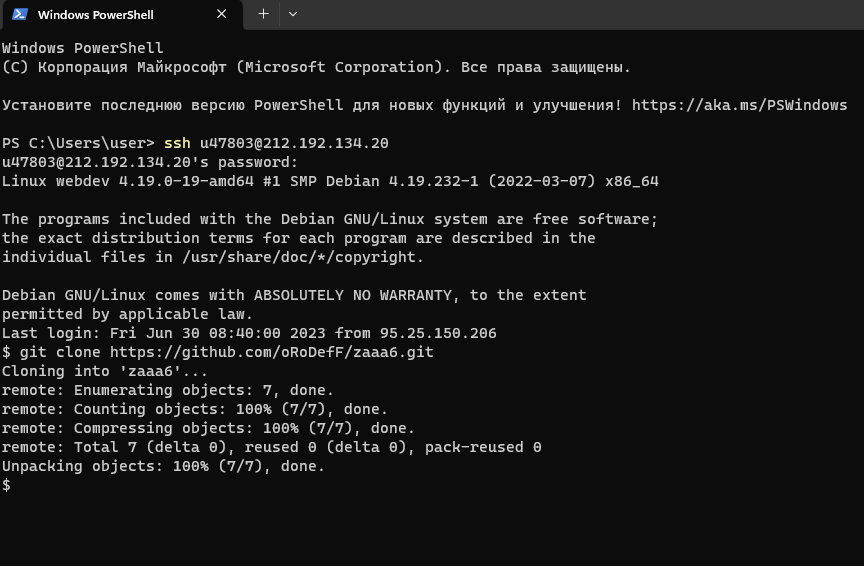 Windows PowerShell
Windows PowerShell
(C) Корпорация Майкрософт (Microsoft Corporation). Все права защищены.
Установите последнюю версию PowerShell для новых функций и улучшения! https://aka.ms/PSWindows
PS C:\Users\user> ssh u47803@212.192.134.20
u47803@212.192.134.20's password:
Linux webdev 4.19.0-19-amd64 #1 SMP Debian 4.19.232-1 (2022-03-07) x86_64
The programs included with the Debian GNU/Linux system are free software;
the exact distribution terms for each program are described in the
individual files in /usr/share/doc/*/copyright.
Debian GNU/Linux comes with ABSOLUTELY NO WARRANTY, to the extent
permitted by applicable law.
Last login: Fri Jun 30 08:40:00 2023 from 95.25.150.206
$ git clone https://github.com/oRoDefF/zaaa6.git
Cloning into 'zaaa6'...
remote: Enumerating objects: 7, done.
remote: Counting objects: 100% (7/7), done.
remote: Compressing objects: 100% (7/7), done.
remote: Total 7 (delta 0), reused 0 (delta 0), pack-reused 0
Unpacking objects: 100% (7/7), done.
$